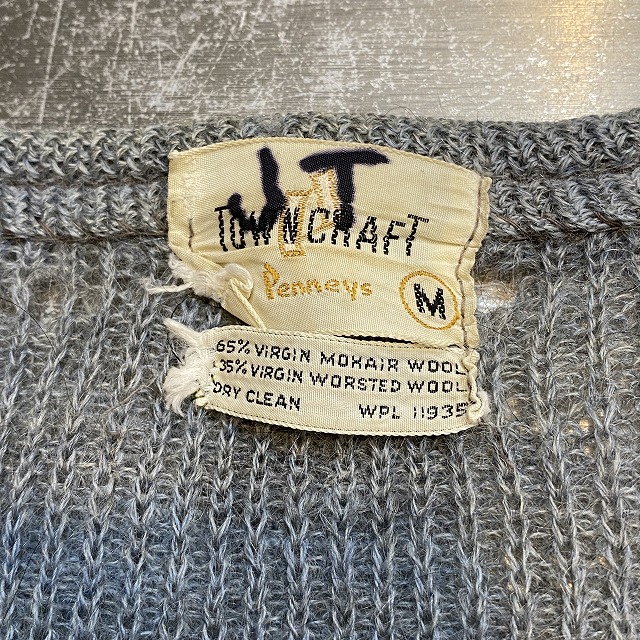 JT
TOWNCRAFT
Penneys
M
65% VIRGIN MOHAIR WOOL
35% VIRGIN WORSTED WOOL
DRY CLEAN WPL 11935